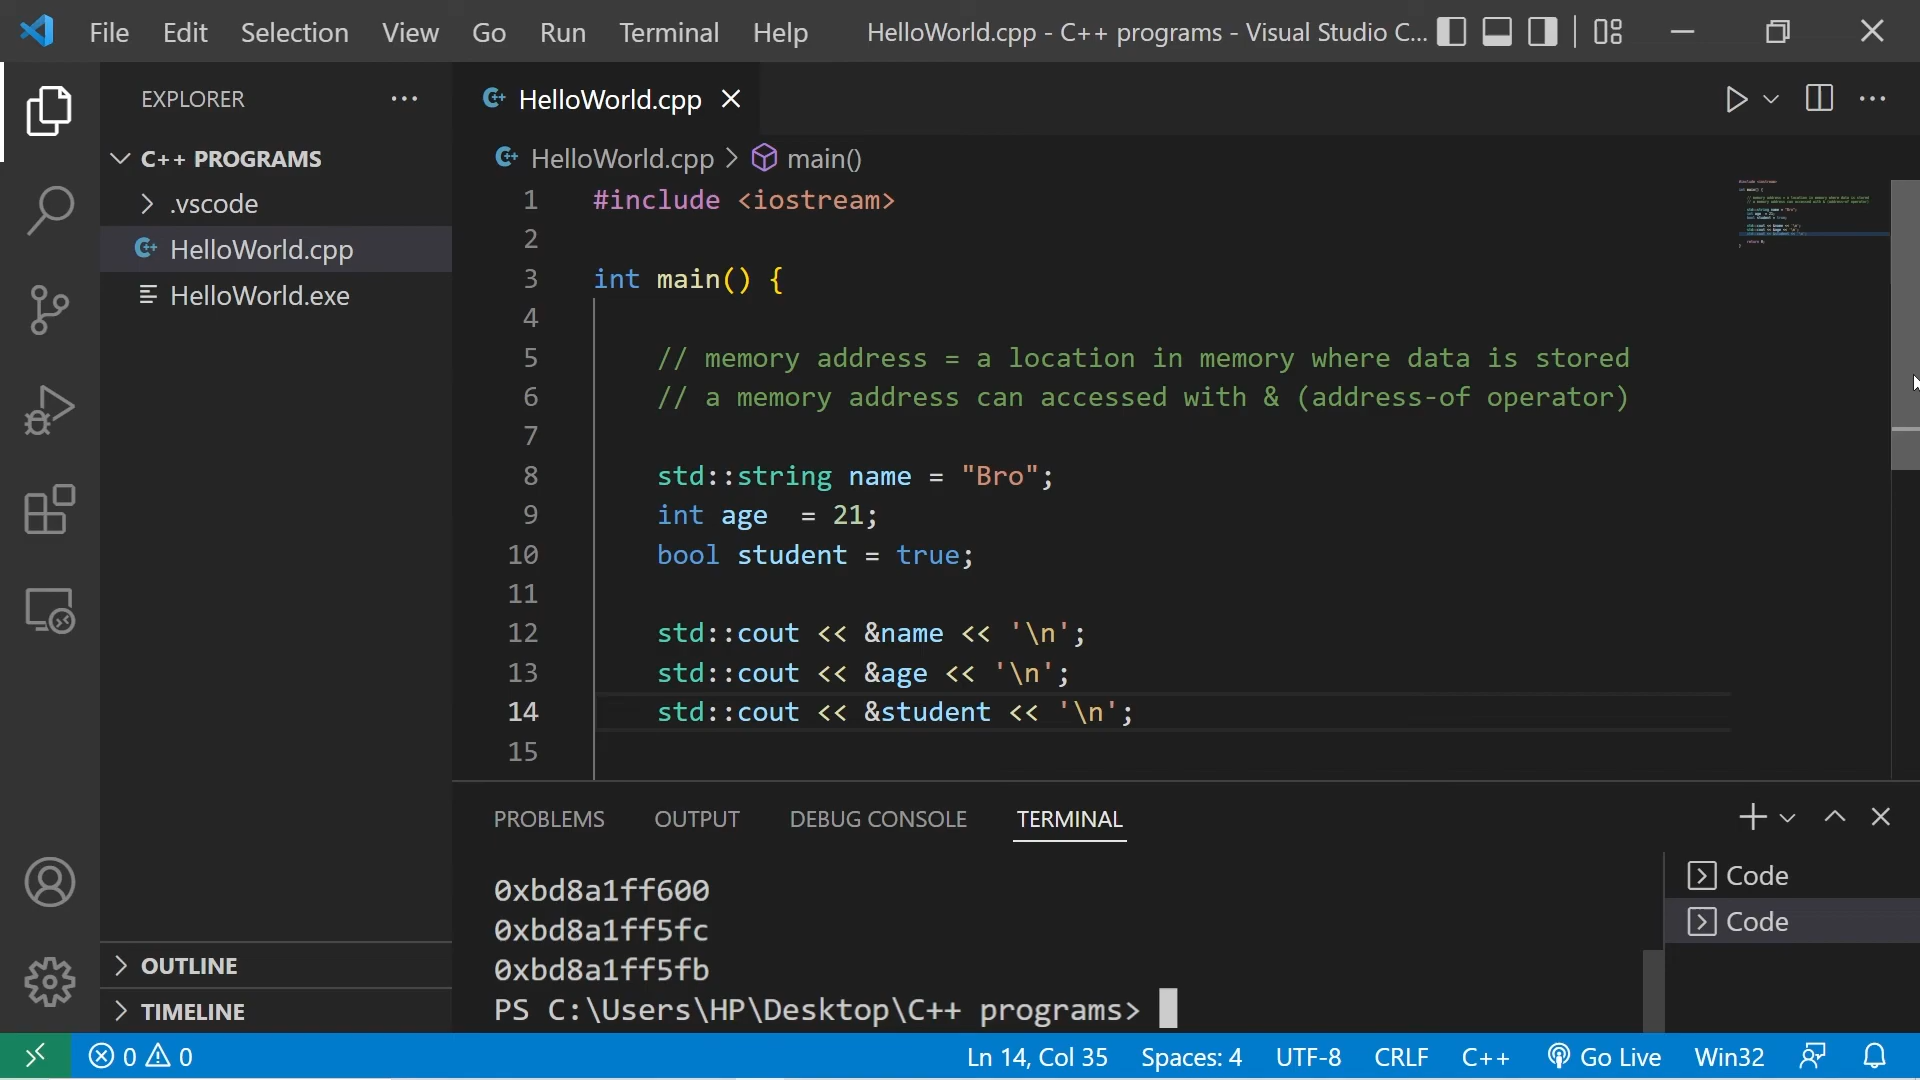 File Edit Selection View Go Run Terminal Help HelloWorld.cpp - C++ programs - Visual Studio C...
EXPLORER
C++ PROGRAMS
.vscode
HelloWorld.cpp
HelloWorld.exe
OUTLINE
TIMELINE
HelloWorld.cpp
HelloWorld.cpp > main()
1 #include <iostream>
2
3 int main() {
4
5 // memory address = a location in memory where data is stored
6 // a memory address can accessed with & (address-of operator)
7
8 std::string name = "Bro";
9 int age  = 21;
10 bool student = true;
11
12 std::cout << &name << '\n';
13 std::cout << &age << '\n';
14 std::cout << &student << '\n';
15
PROBLEMS OUTPUT DEBUG CONSOLE TERMINAL
0xbd8a1ff600
0xbd8a1ff5fc
0xbd8a1ff5fb
PS C:\Users\HP\Desktop\C++ programs>
Code
Code
0 0 Ln 14, Col 35 Spaces: 4 UTF-8 CRLF C++ Go Live Win32